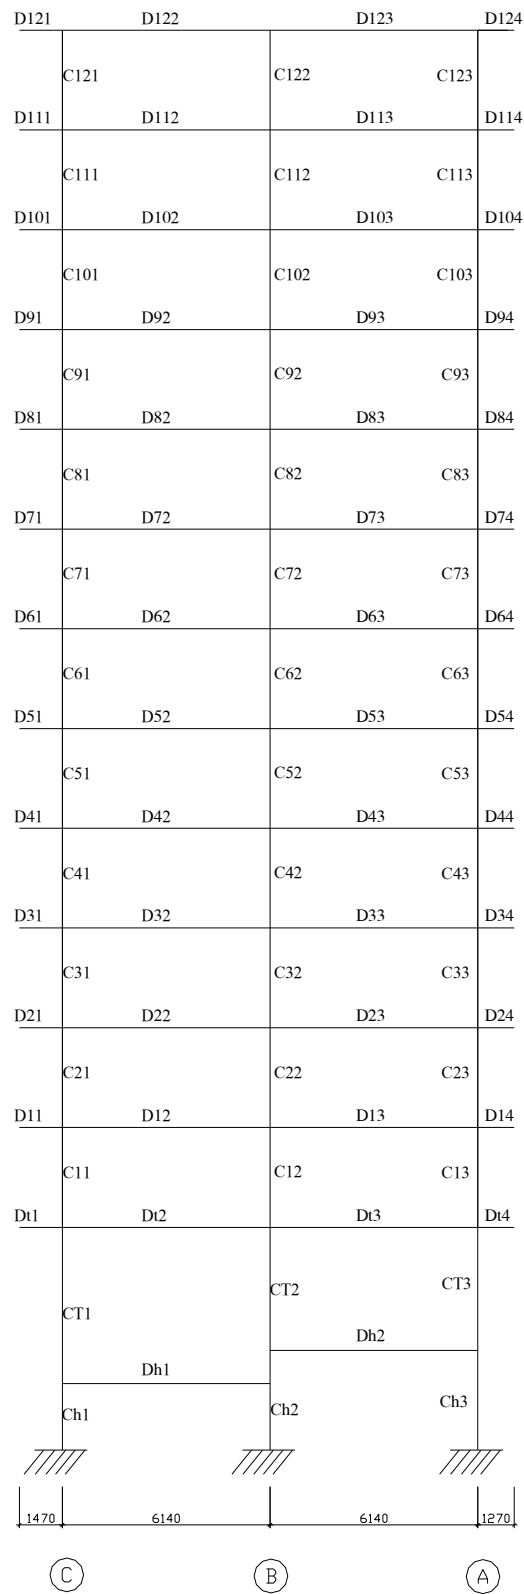 D121 D122 D123 D124
C121 C122 C123
D111 D112 D113 D114
C111 C112 C113
D101 D102 D103 D104
C101 C102 C103
D91 D92 D93 D94
C91 C92 C93
D81 D82 D83 D84
C81 C82 C83
D71 D72 D73 D74
C71 C72 C73
D61 D62 D63 D64
C61 C62 C63
D51 D52 D53 D54
C51 C52 C53
D41 D42 D43 D44
C41 C42 C43
D31 D32 D33 D34
C31 C32 C33
D21 D22 D23 D24
C21 C22 C23
D11 D12 D13 D14
C11 C12 C13
Dt1 Dt2 Dt3 Dt4
CT1 CT2 CT3
Dh2
Dh1
Ch1 Ch2 Ch3
1470 6140 6140 1270
C B A